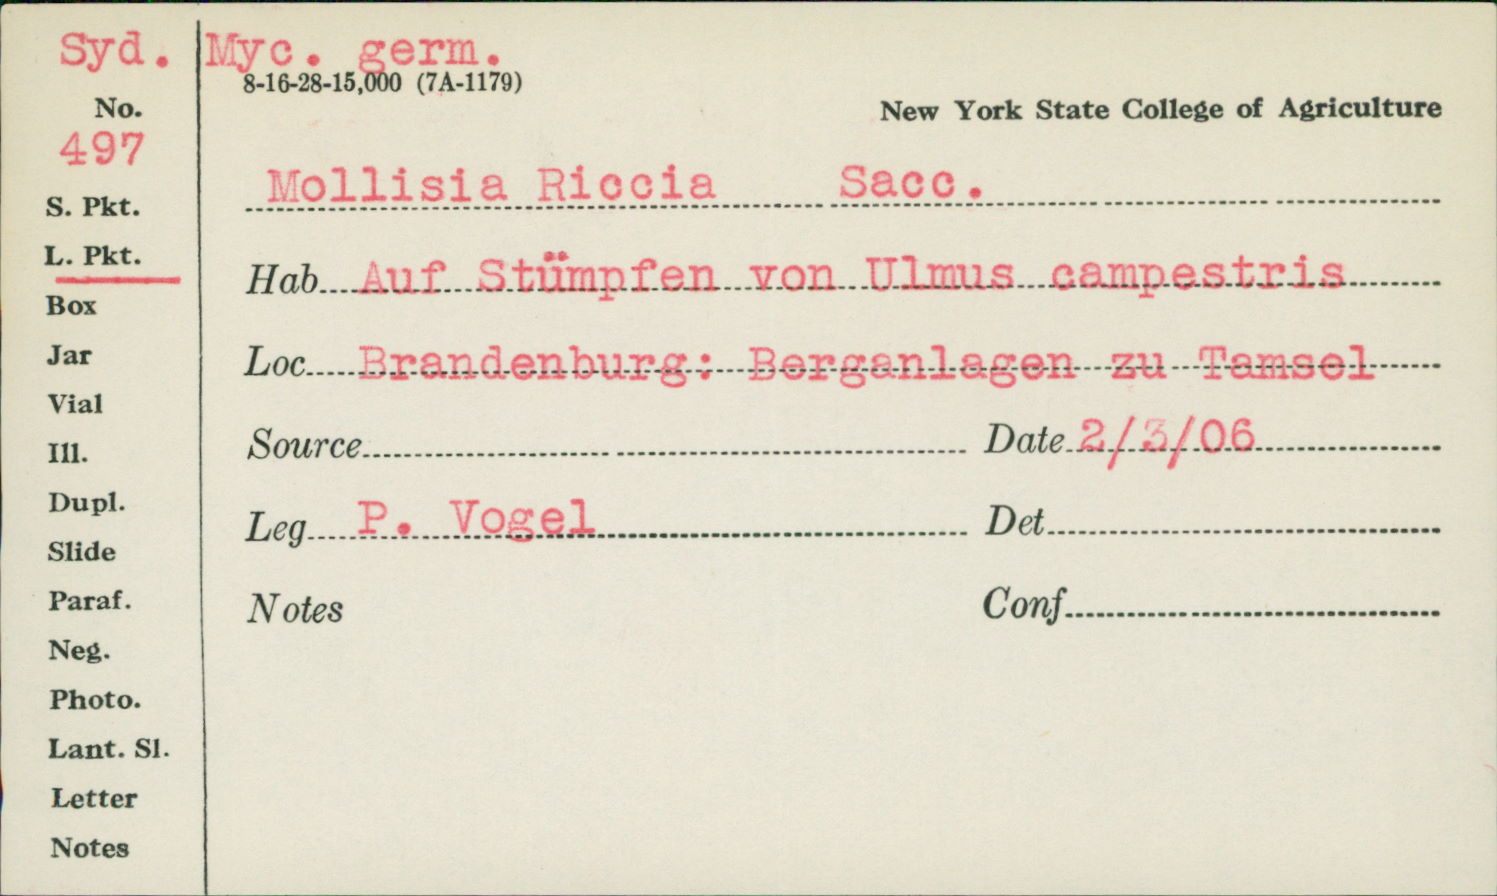 Syd. Myc. germ.
8-16-28-15,000 (7A-1179)
No.
New York State College of Agriculture
497
Mollisia Riccia Sacc.
S. Pkt.
L. Pkt.
Hab. Auf Stümpfen von Ulmus campestris
Box
Jar
Loc. Brandenburg: Berganlagen zu Tamsel
Vial
Source Date 2/3/06
Ill.
Dupl.
Leg. P. Vogel Det.
Slide
Paraf.
Notes Conf.
Neg.
Photo.
Lant. Sl.
Letter
Notes